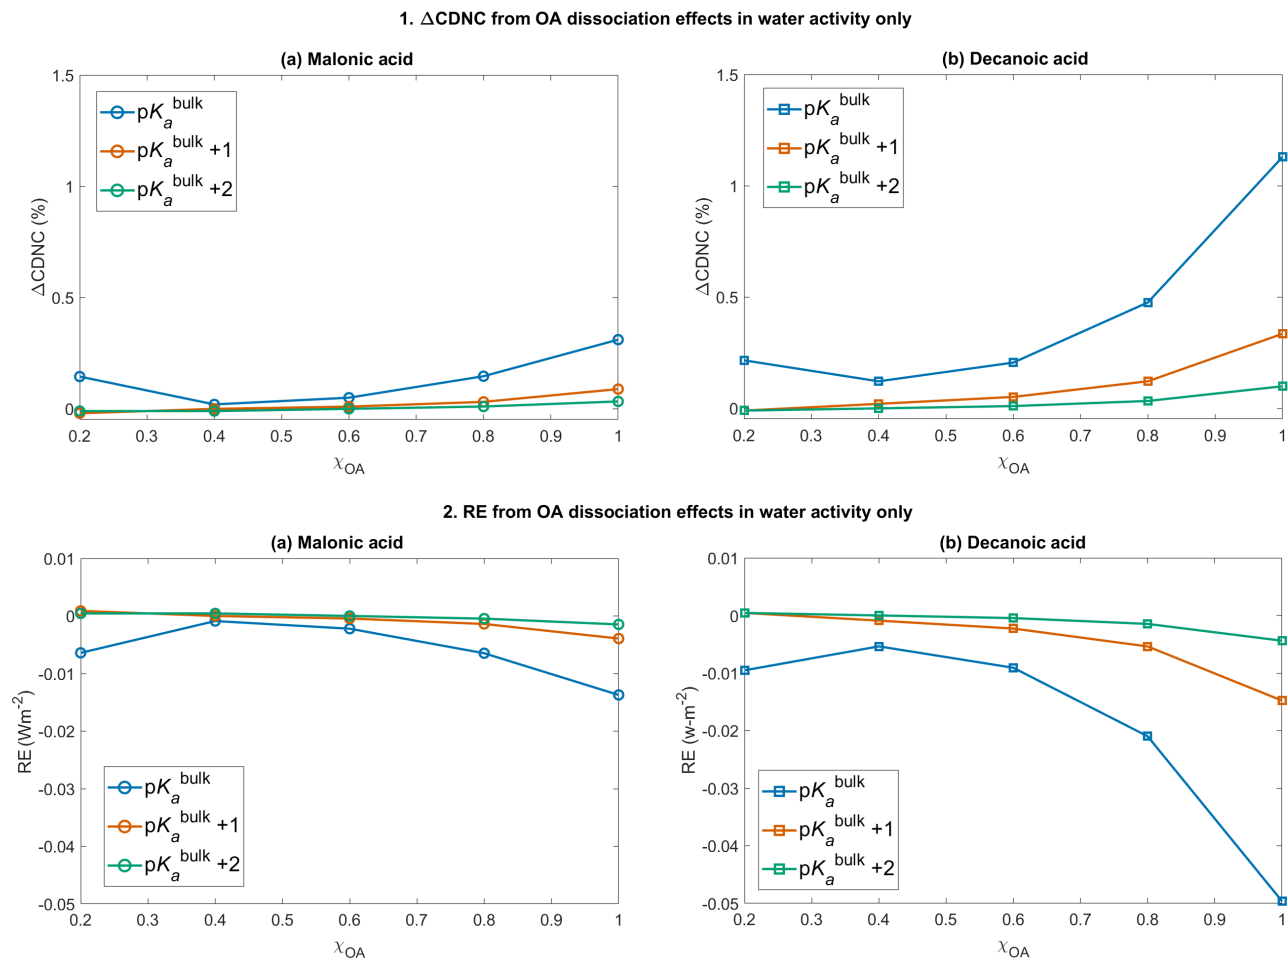 1. ΔCDNC from OA dissociation effects in water activity only
(a) Malonic acid
1.5
1
0.5
0
ΔCDNC (%)
pKa bulk
pKa bulk +1
pKa bulk +2
0.2 0.3 0.4 0.5 0.6 0.7 0.8 0.9 1
χOA
(b) Decanoic acid
1.5
1
0.5
0
ΔCDNC (%)
pKa bulk
pKa bulk +1
pKa bulk +2
0.2 0.3 0.4 0.5 0.6 0.7 0.8 0.9 1
χOA
2. RE from OA dissociation effects in water activity only
(a) Malonic acid
0.01
0
-0.01
-0.02
-0.03
-0.04
-0.05
RE (Wm-2)
pKa bulk
pKa bulk +1
pKa bulk +2
0.2 0.3 0.4 0.5 0.6 0.7 0.8 0.9 1
χOA
(b) Decanoic acid
0.01
0
-0.01
-0.02
-0.03
-0.04
-0.05
RE (w-m-2)
pKa bulk
pKa bulk +1
pKa bulk +2
0.2 0.3 0.4 0.5 0.6 0.7 0.8 0.9 1
χOA